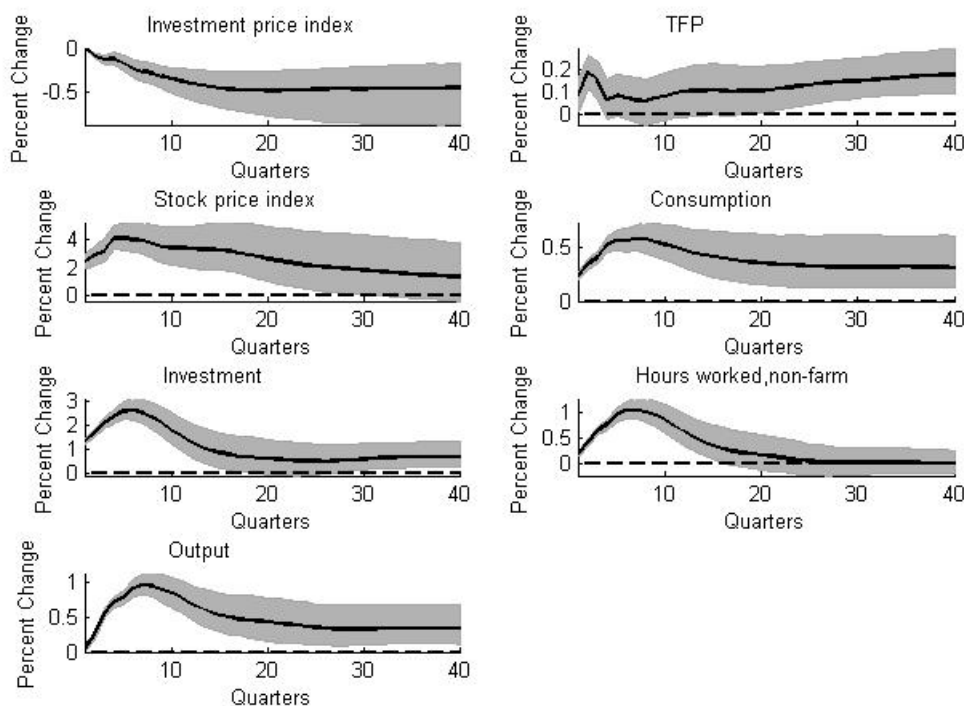 Investment price index
Percent Change
0
-0.5
10 20 30 40
Quarters
TFP
Percent Change
0.2
0.1
0
10 20 30 40
Quarters
Stock price index
Percent Change
4
2
0
10 20 30 40
Quarters
Consumption
Percent Change
0.5
0
10 20 30 40
Quarters
Investment
Percent Change
3
2
1
0
10 20 30 40
Quarters
Hours worked,non-farm
Percent Change
1
0.5
0
10 20 30 40
Quarters
Output
Percent Change
1
0.5
0
10 20 30 40
Quarters